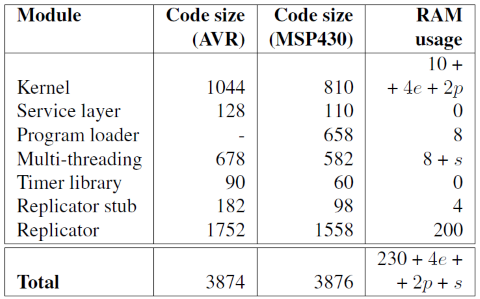 Module Code size Code size RAM
(AVR) (MSP430) usage
10 +
Kernel 1044 810 + 4e + 2p
Service layer 128 110 0
Program loader - 658 8
Multi-threading 678 582 8 + s
Timer library 90 60 0
Replicator stub 182 98 4
Replicator 1752 1558 200
230 + 4e +
Total 3874 3876 + 2p + s